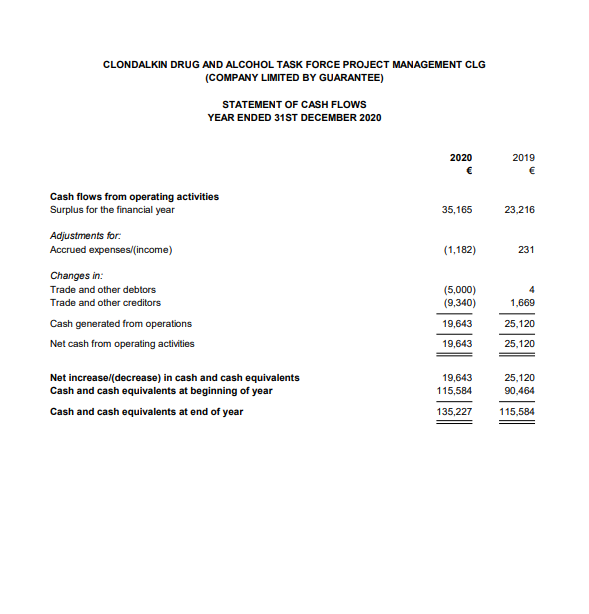 CLONDALKIN DRUG AND ALCOHOL TASK FORCE PROJECT MANAGEMENT CLG
(COMPANY LIMITED BY GUARANTEE)
STATEMENT OF CASH FLOWS
YEAR ENDED 31ST DECEMBER 2020
2020 2019
€ €
Cash flows from operating activities
Surplus for the financial year 35,165 23,216
Adjustments for:
Accrued expenses/(income) (1,182) 231
Changes in:
Trade and other debtors (5,000) 4
Trade and other creditors (9,340) 1,669
Cash generated from operations 19,643 25,120
Net cash from operating activities 19,643 25,120
Net increase/(decrease) in cash and cash equivalents 19,643 25,120
Cash and cash equivalents at beginning of year 115,584 90,464
Cash and cash equivalents at end of year 135,227 115,584